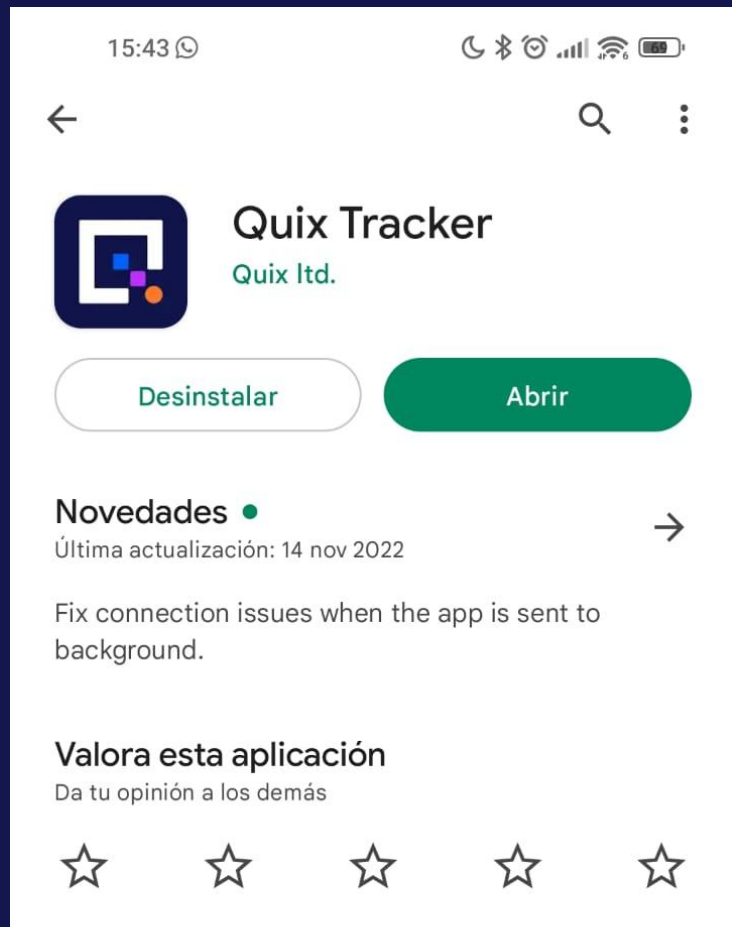 15:43
69
Quix Tracker
Quix ltd.
Desinstalar
Abrir
Novedades
Última actualización: 14 nov 2022
Fix connection issues when the app is sent to
background.
Valora esta aplicación
Da tu opinión a los demás